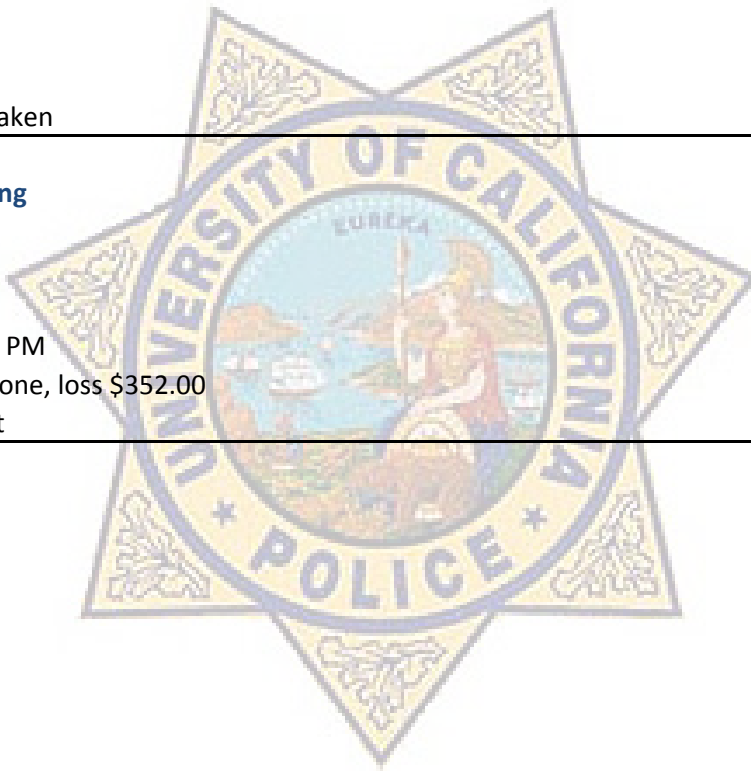 aken
ng
UNIVERSITY OF CALIFORNIA
EUREKA
PM
one, loss $352.00
t
★ POLICE ★